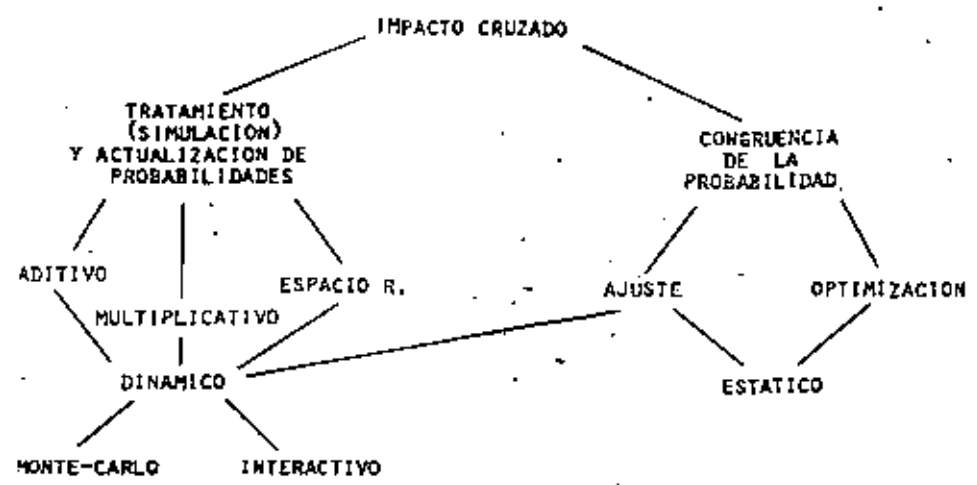 IMPACTO CRUZADO
TRATAMIENTO
(SIMULACION)
Y ACTUALIZACION DE
PROBABILIDADES
CONGRUENCIA
DE LA
PROBABILIDAD
ADITIVO
MULTIPLICATIVO
ESPACIO R.
AJUSTE
OPTIMIZACION
DINAMICO
ESTATICO
MONTE-CARLO
INTERACTIVO